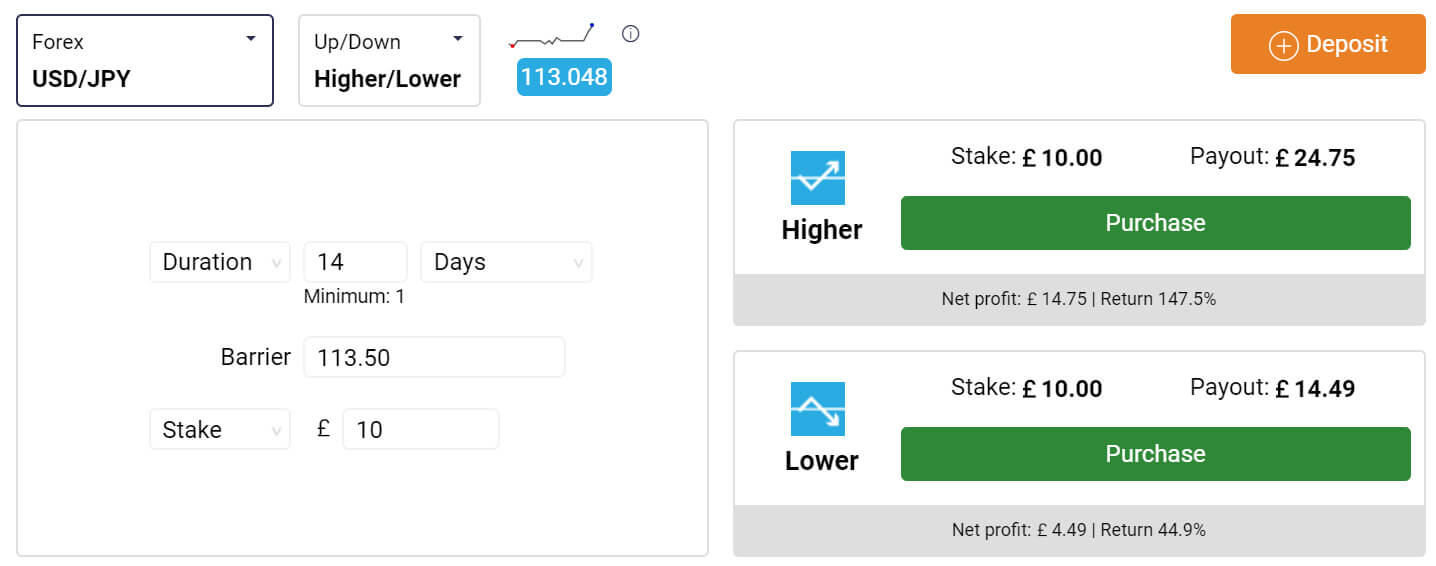 Forex
USD/JPY
Up/Down
Higher/Lower
113.048
Deposit
Duration 14 Days
Minimum: 1
Barrier 113.50
Stake £ 10
Stake: £ 10.00 Payout: £ 24.75
Higher
Purchase
Net profit: £ 14.75 | Return 147.5%
Stake: £ 10.00 Payout: £ 14.49
Lower
Purchase
Net profit: £ 4.49 | Return 44.9%